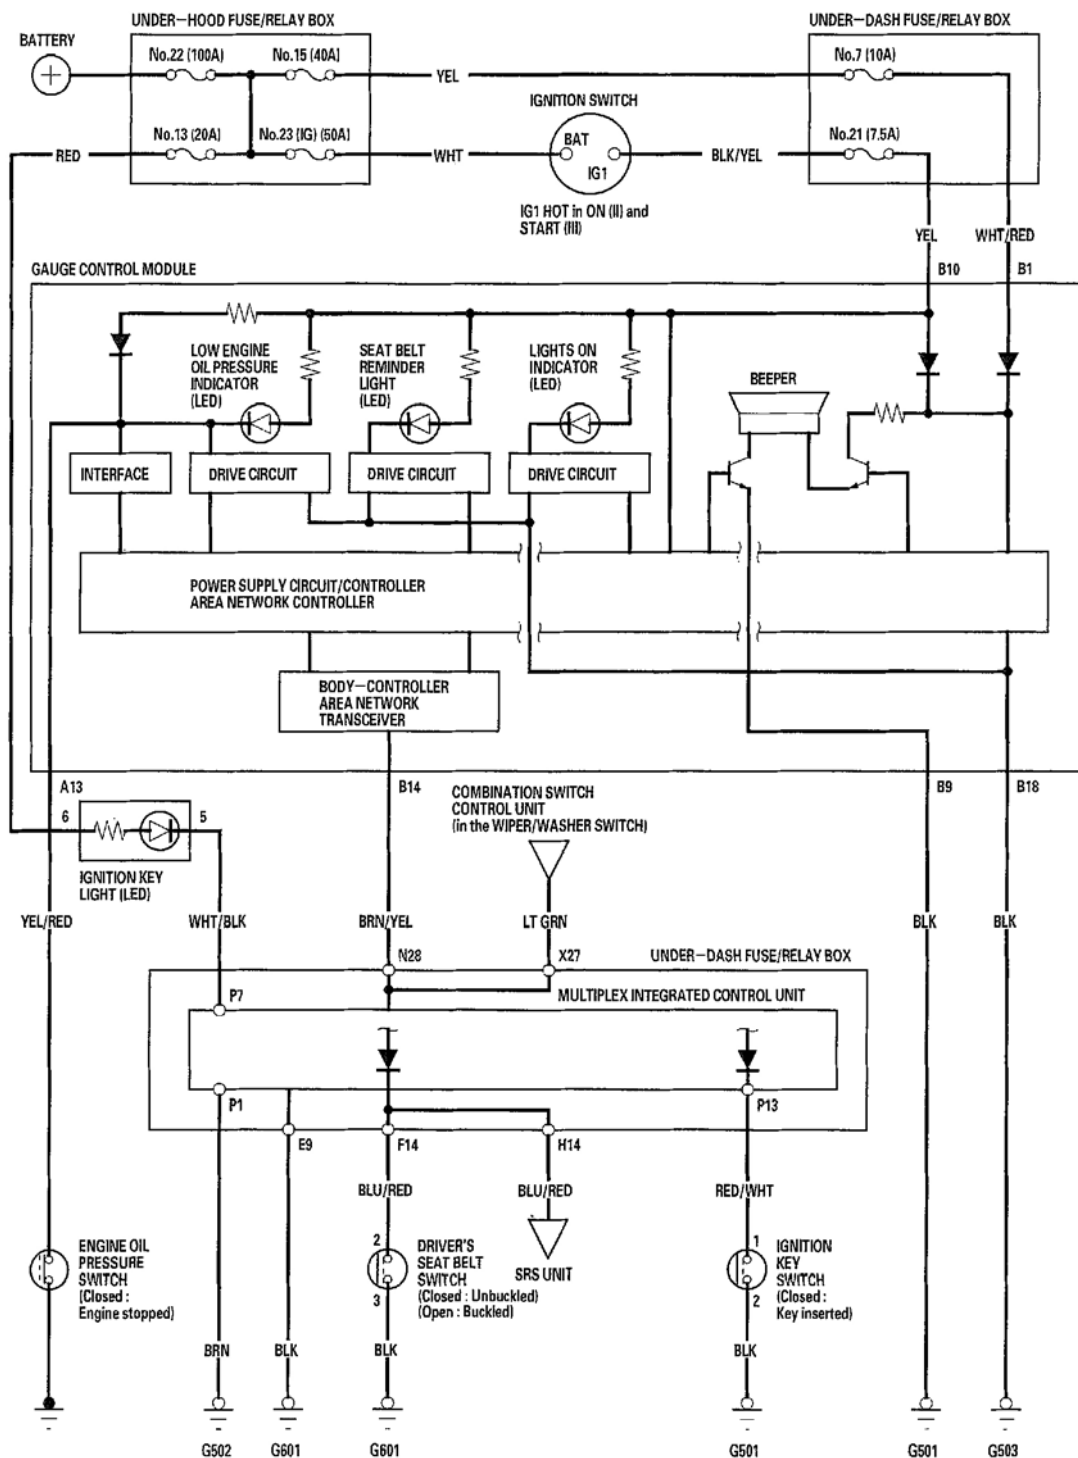 UNDER-HOOD FUSE/RELAY BOX
UNDER-DASH FUSE/RELAY BOX
BATTERY
No.22 (100A)
No.15 (40A)
No.7 (10A)
YEL
IGNITION SWITCH
No.13 (20A)
No.23 (IG) (50A)
BAT
No.21 (7.5A)
RED
WHT
BLK/YEL
IG1
IG1 HOT in ON (II) and
START (III)
YEL
WHT/RED
GAUGE CONTROL MODULE
B10
B1
LOW ENGINE
OIL PRESSURE
INDICATOR
(LED)
SEAT BELT
REMINDER
LIGHT
(LED)
LIGHTS ON
INDICATOR
(LED)
BEEPER
INTERFACE
DRIVE CIRCUIT
DRIVE CIRCUIT
DRIVE CIRCUIT
POWER SUPPLY CIRCUIT/CONTROLLER
AREA NETWORK CONTROLLER
BODY-CONTROLLER
AREA NETWORK
TRANSCEIVER
A13
B14
B9
B18
COMBINATION SWITCH
CONTROL UNIT
(in the WIPER/WASHER SWITCH)
6
5
IGNITION KEY
LIGHT (LED)
YEL/RED
WHT/BLK
BRN/YEL
LT GRN
BLK
BLK
N28
X27
UNDER-DASH FUSE/RELAY BOX
P7
MULTIPLEX INTEGRATED CONTROL UNIT
P1
P13
E9
F14
H14
BLU/RED
BLU/RED
RED/WHT
ENGINE OIL
PRESSURE
SWITCH
(Closed :
Engine stopped)
2
3
DRIVER'S
SEAT BELT
SWITCH
(Closed : Unbuckled)
(Open : Buckled)
SRS UNIT
1
2
IGNITION
KEY
SWITCH
(Closed :
Key inserted)
BRN
BLK
BLK
BLK
G502
G601
G601
G501
G501
G503